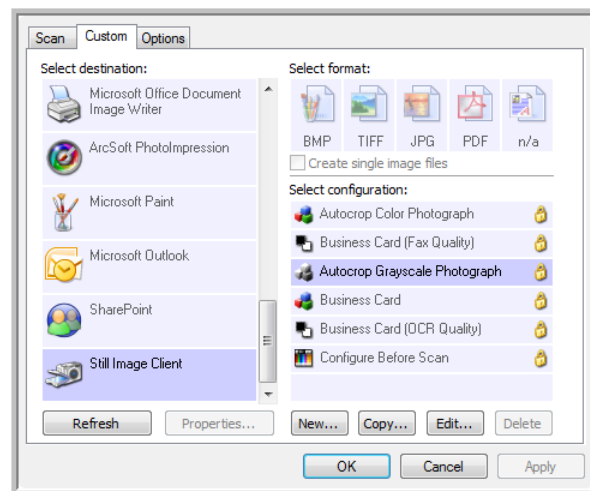 Scan Custom Options
Select destination:
Microsoft Office Document
Image Writer
ArcSoft PhotoImpression
Microsoft Paint
Microsoft Outlook
SharePoint
Still Image Client
Refresh Properties...
Select format:
BMP TIFF JPG PDF n/a
Create single image files
Select configuration:
Autocrop Color Photograph
Business Card (Fax Quality)
Autocrop Grayscale Photograph
Business Card
Business Card (OCR Quality)
Configure Before Scan
New... Copy... Edit... Delete
OK Cancel Apply